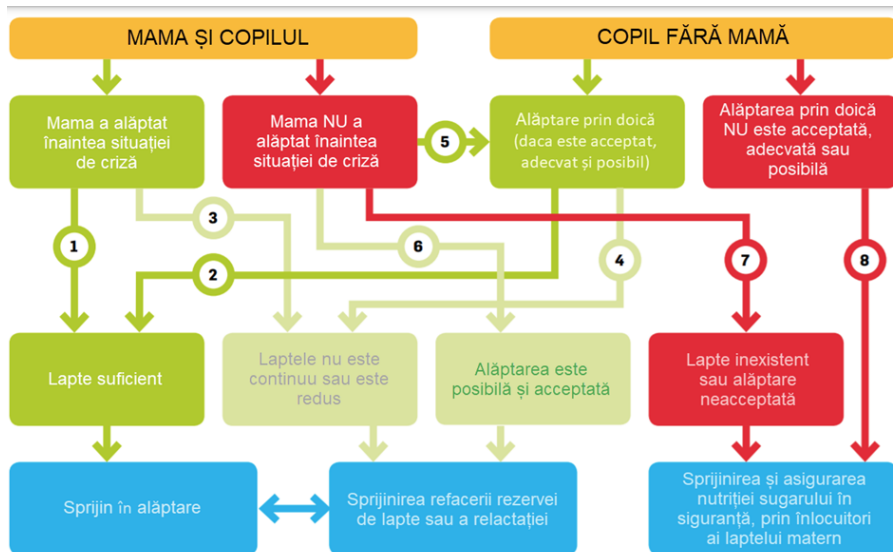 MAMA ȘI COPILUL
COPIL FĂRĂ MAMĂ
Mama a alăptat
înaintea situației
de criză
Mama NU a
alăptat înaintea
situației de criză
5
Alăptare prin doică
(daca este acceptat,
adecvat și posibil)
Alăptarea prin doică
NU este acceptată,
adecvată sau
posibilă
1
3
2
6
4
7
8
Lapte suficient
Laptele nu este
continuu sau este
redus
Alăptarea este
posibilă și acceptată
Lapte inexistent
sau alăptare
neacceptată
Sprijin în alăptare
Sprijinirea refacerii rezervei
de lapte sau a relactației
Sprijinirea și asigurarea
nutriției sugarului în
siguranță, prin înlocuitori
ai laptelui matern